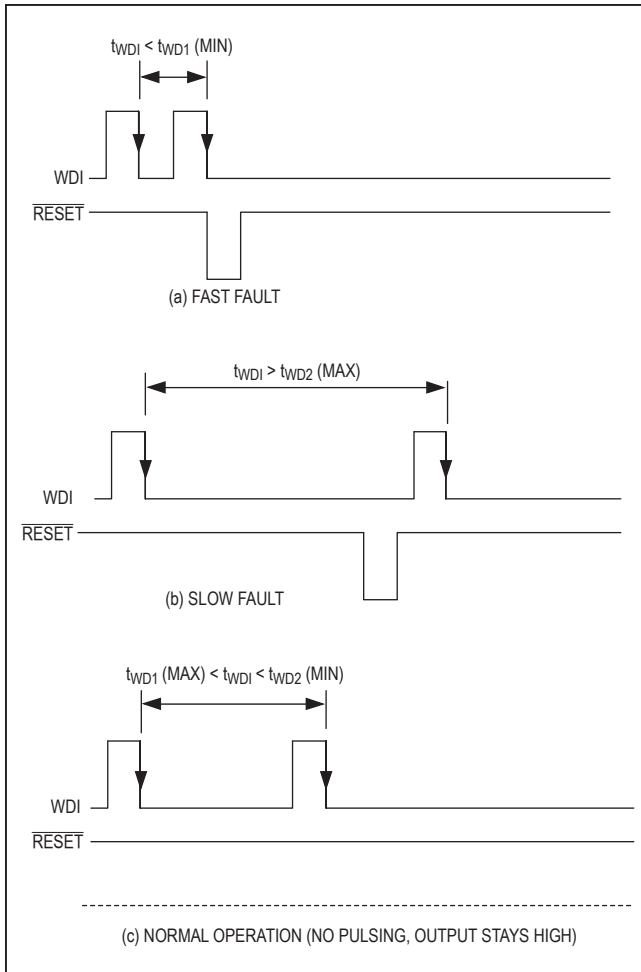 tWDI < tWD1 (MIN)
WDI
RESET
(a) FAST FAULT
tWDI > tWD2 (MAX)
WDI
RESET
(b) SLOW FAULT
tWD1 (MAX) < tWDI < tWD2 (MIN)
WDI
RESET
(c) NORMAL OPERATION (NO PULSING, OUTPUT STAYS HIGH)